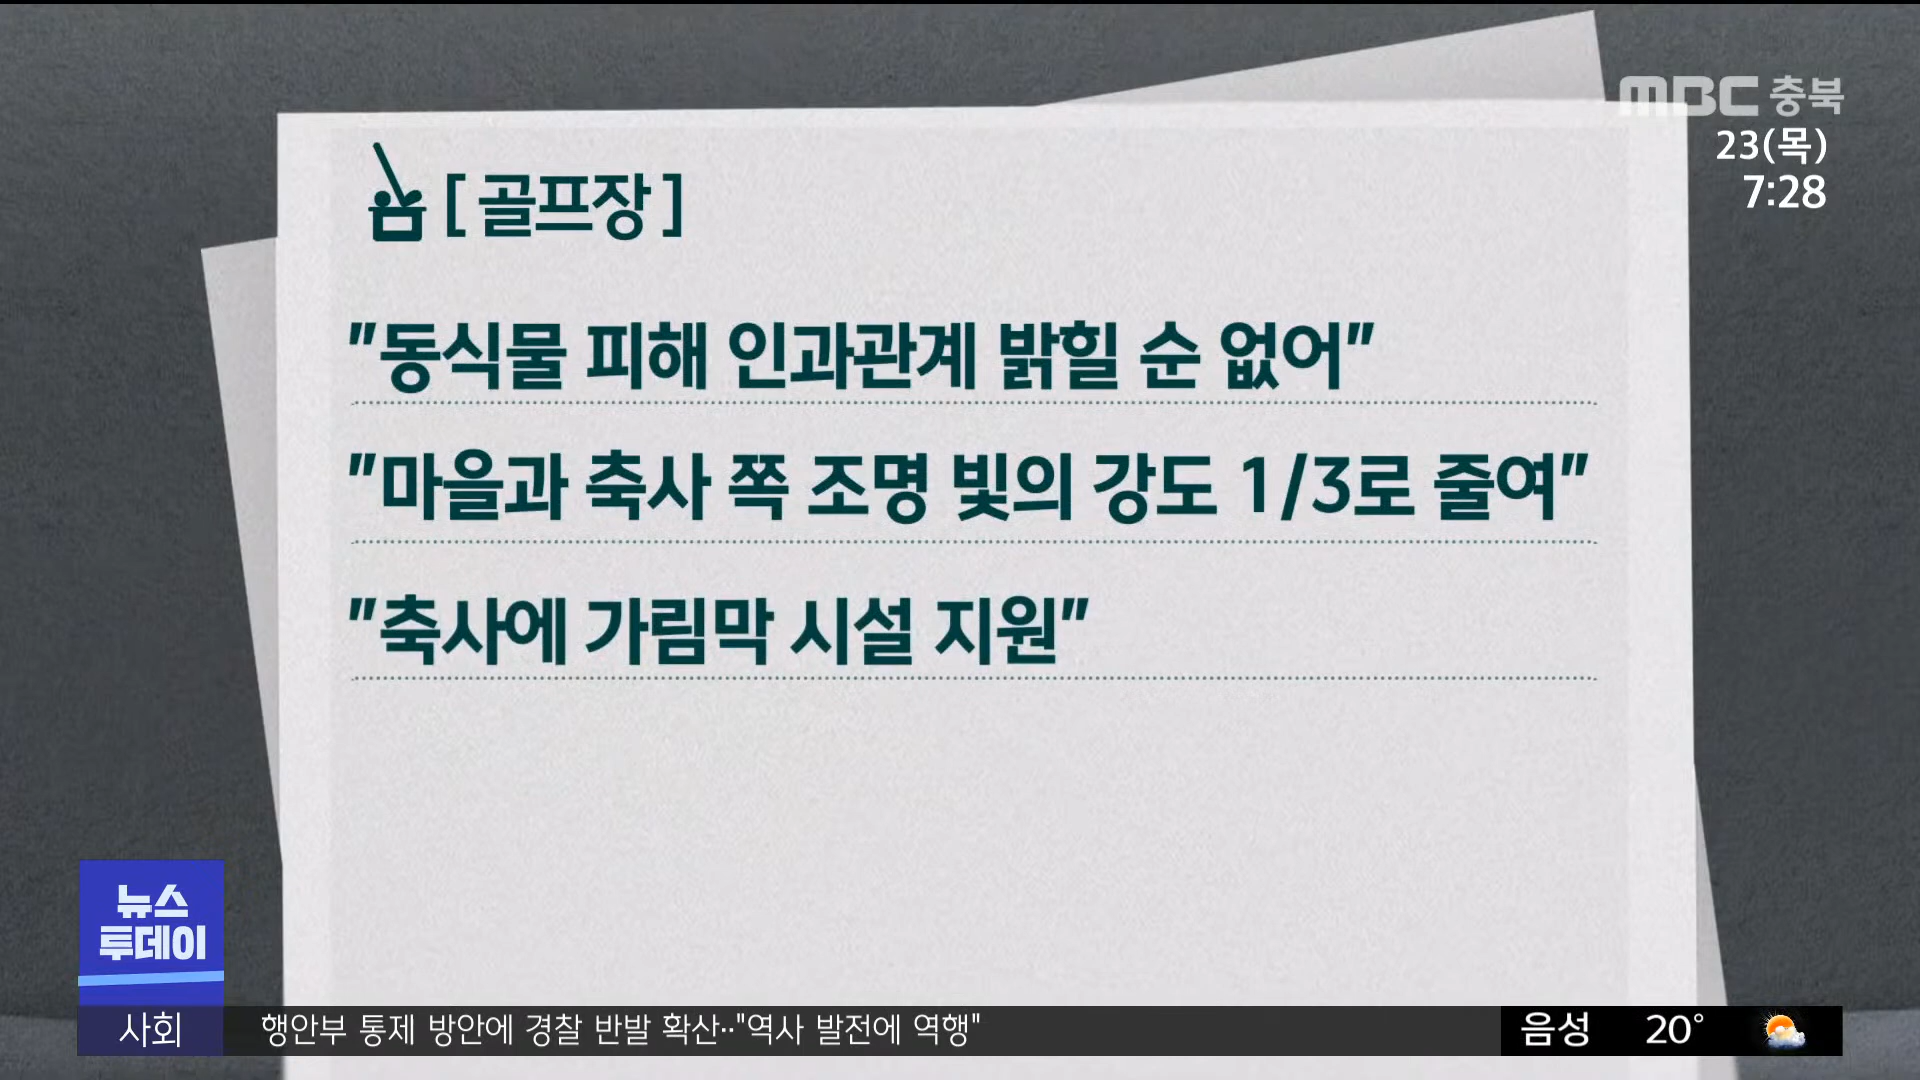 MBC 충북
23(목)
7:28
[골프장]
"동식물 피해 인과관계 밝힐 순 없어"
"마을과 축사 쪽 조명 빛의 강도 1/3로 줄여"
"축사에 가림막 시설 지원"
뉴스
투데이
사회 행안부 통제 방안에 경찰 반발 확산··"역사 발전에 역행"
음성 20°